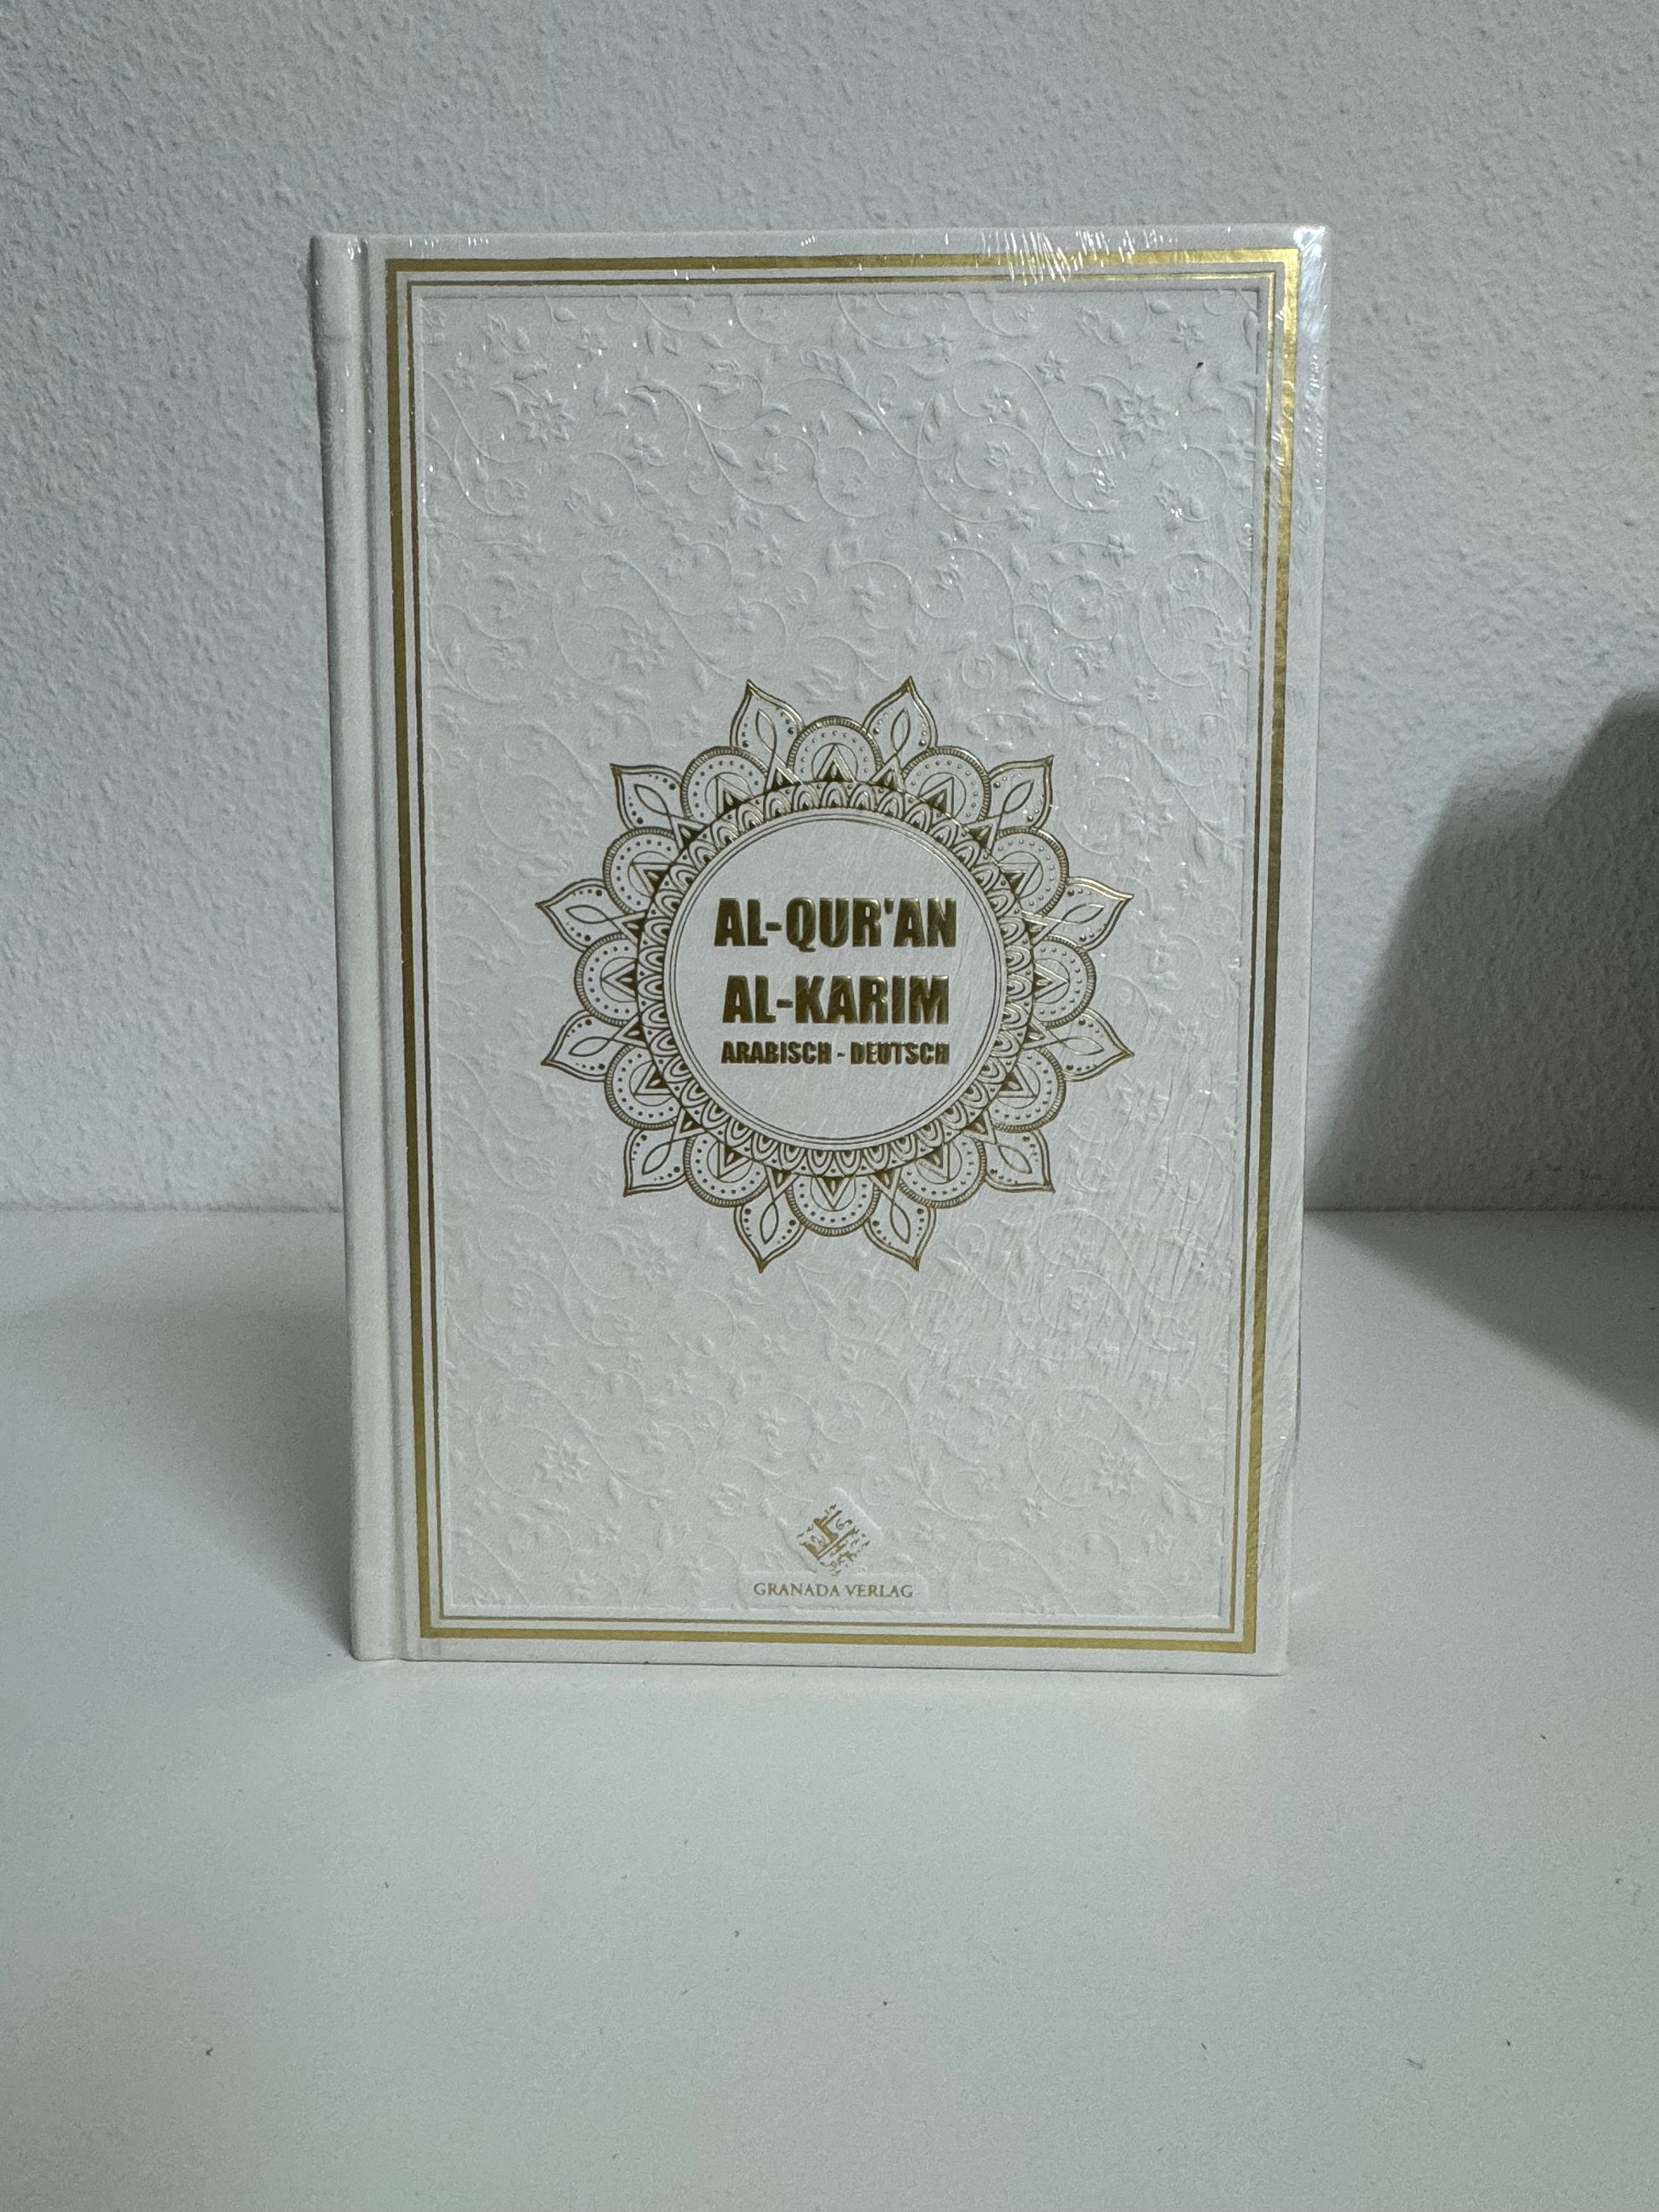 AL-QUR'AN
AL-KARIM
ARABISCH - DEUTSCH
GRANADA VERLAG